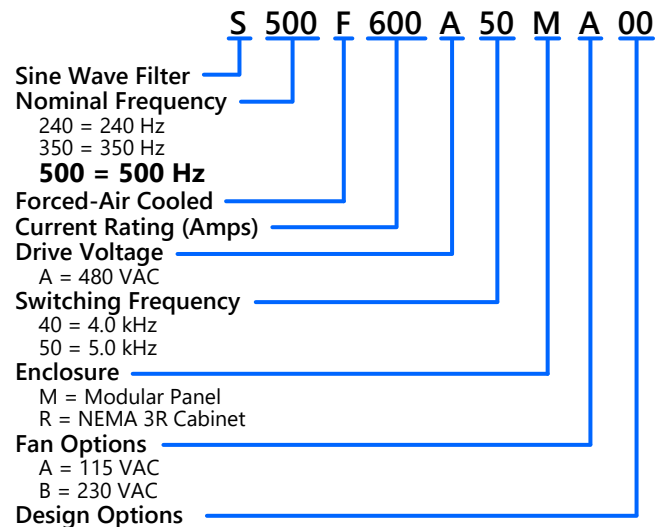 S 500 F 600 A 50 M A 00
Sine Wave Filter
Nominal Frequency
240 = 240 Hz
350 = 350 Hz
500 = 500 Hz
Forced-Air Cooled
Current Rating (Amps)
Drive Voltage
A = 480 VAC
Switching Frequency
40 = 4.0 kHz
50 = 5.0 kHz
Enclosure
M = Modular Panel
R = NEMA 3R Cabinet
Fan Options
A = 115 VAC
B = 230 VAC
Design Options